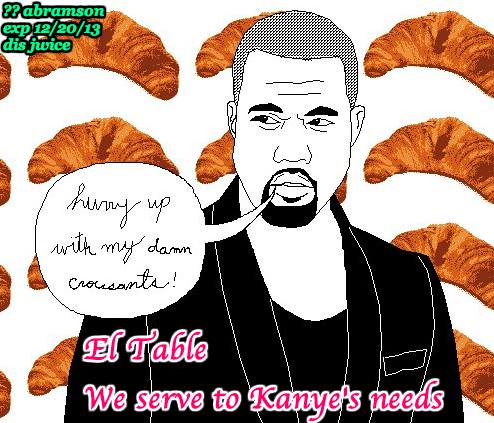 ?? abramson
exp 12/20/13
dis jwice
hurry up
with my damn
croissants!
El Table
We serve to Kanye's needs